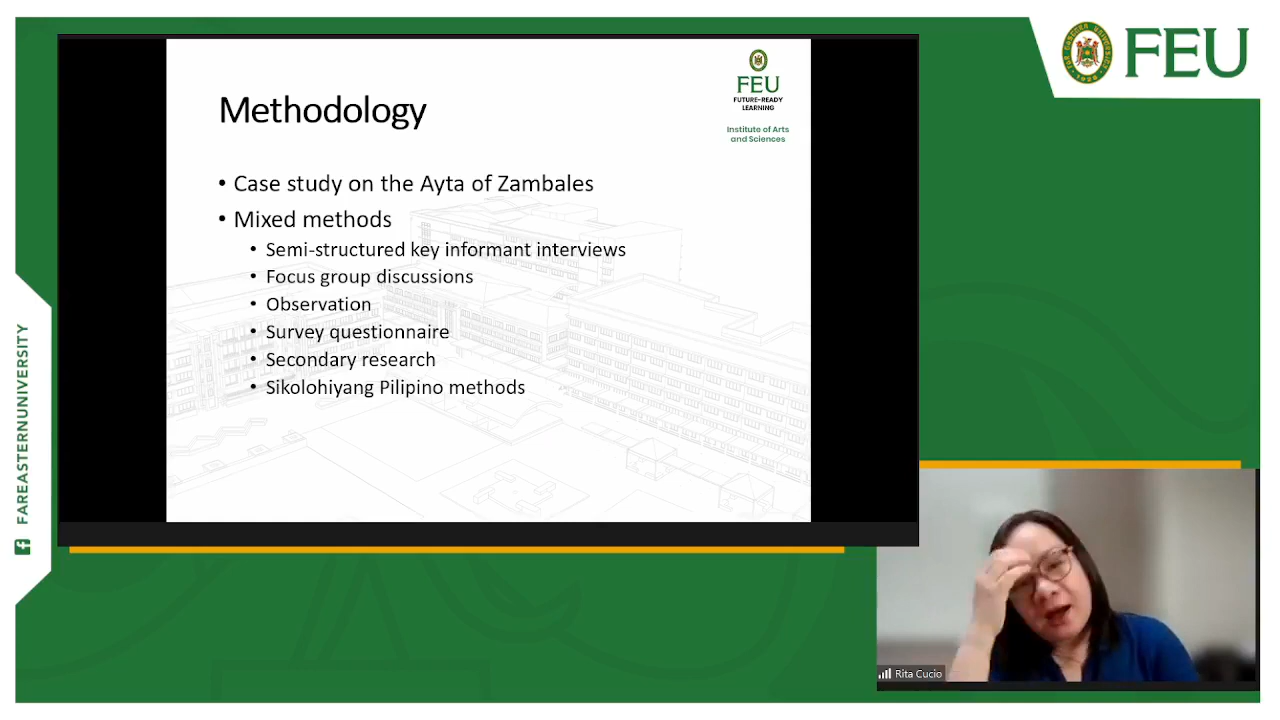 FEU
FEU
FUTURE-READY
LEARNING
Institute of Arts
and Sciences
Methodology
• Case study on the Ayta of Zambales
• Mixed methods
• Semi-structured key informant interviews
• Focus group discussions
• Observation
• Survey questionnaire
• Secondary research
• Sikolohiyang Pilipino methods
FAREASTERNUNIVERSITY
Rita Cucio